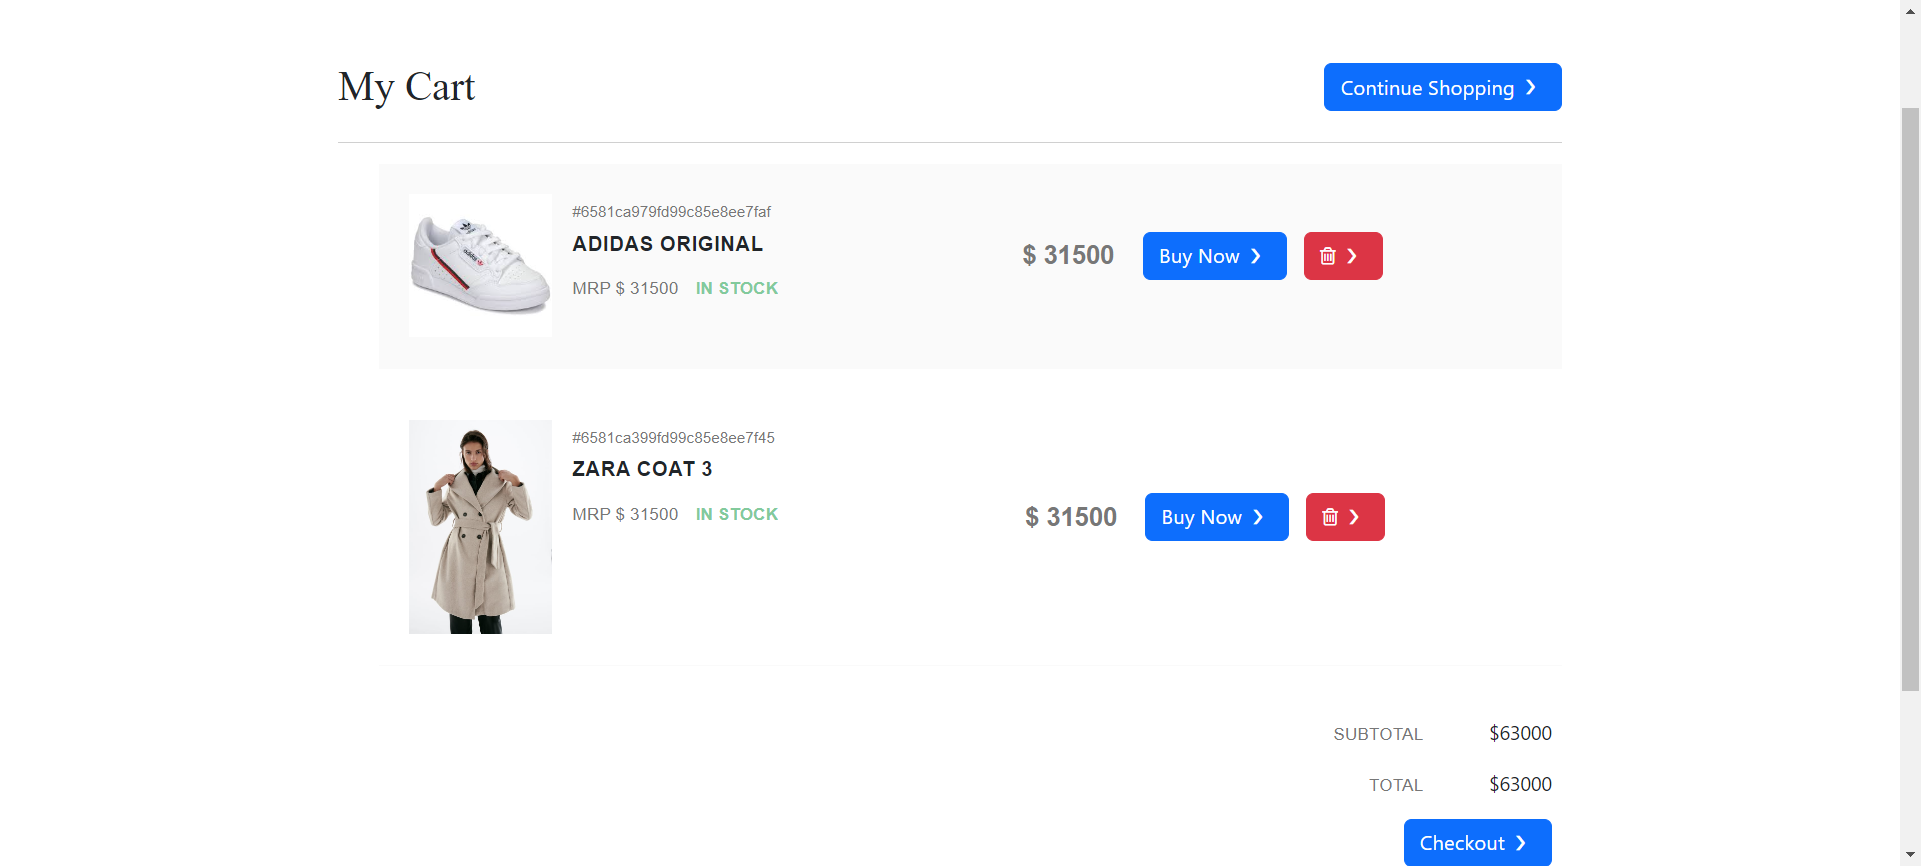 My Cart
Continue Shopping
#6581ca979fd99c85e8ee7faf
ADIDAS ORIGINAL
MRP $ 31500 IN STOCK
$ 31500
Buy Now
adidas
#6581ca399fd99c85e8ee7f45
ZARA COAT 3
MRP $ 31500 IN STOCK
$ 31500
Buy Now
SUBTOTAL $63000
TOTAL $63000
Checkout